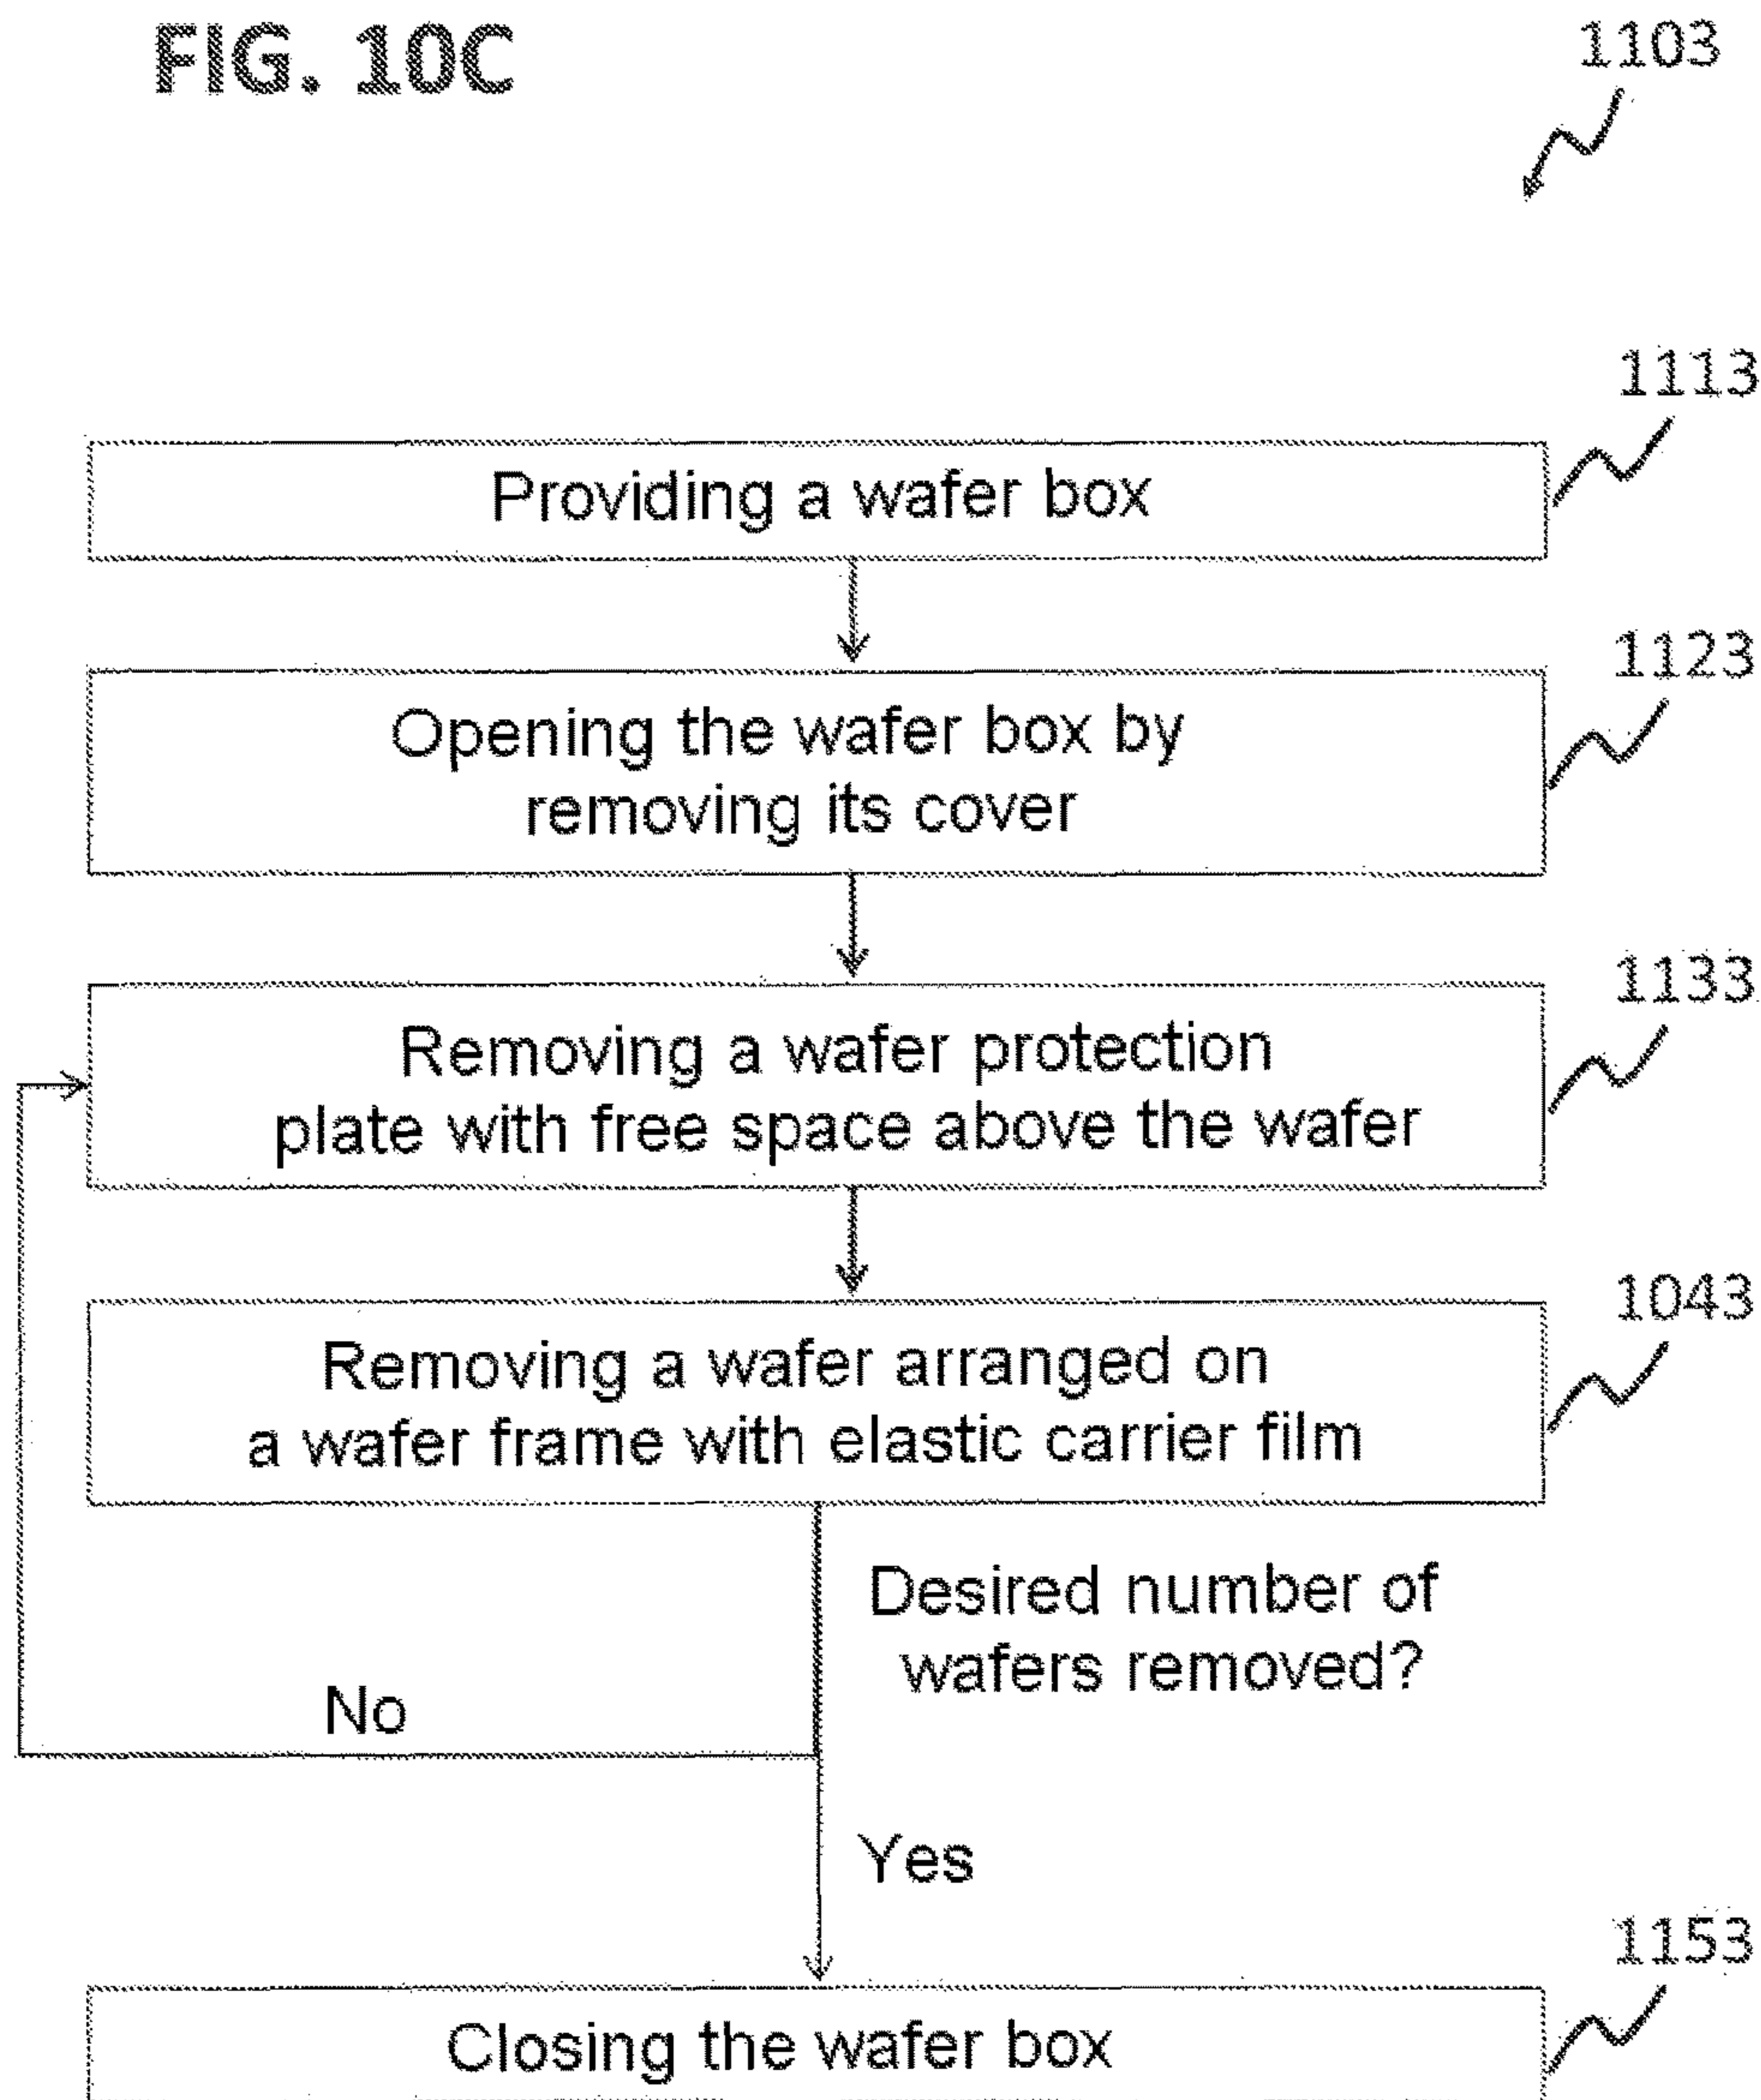 FIG. 10C
1103
1113
Providing a wafer box
1123
Opening the wafer box by
removing its cover
1133
Removing a wafer protection
plate with free space above the wafer
1043
Removing a wafer arranged on
a wafer frame with elastic carrier film
Desired number of
wafers removed?
No
Yes
1153
Closing the wafer box